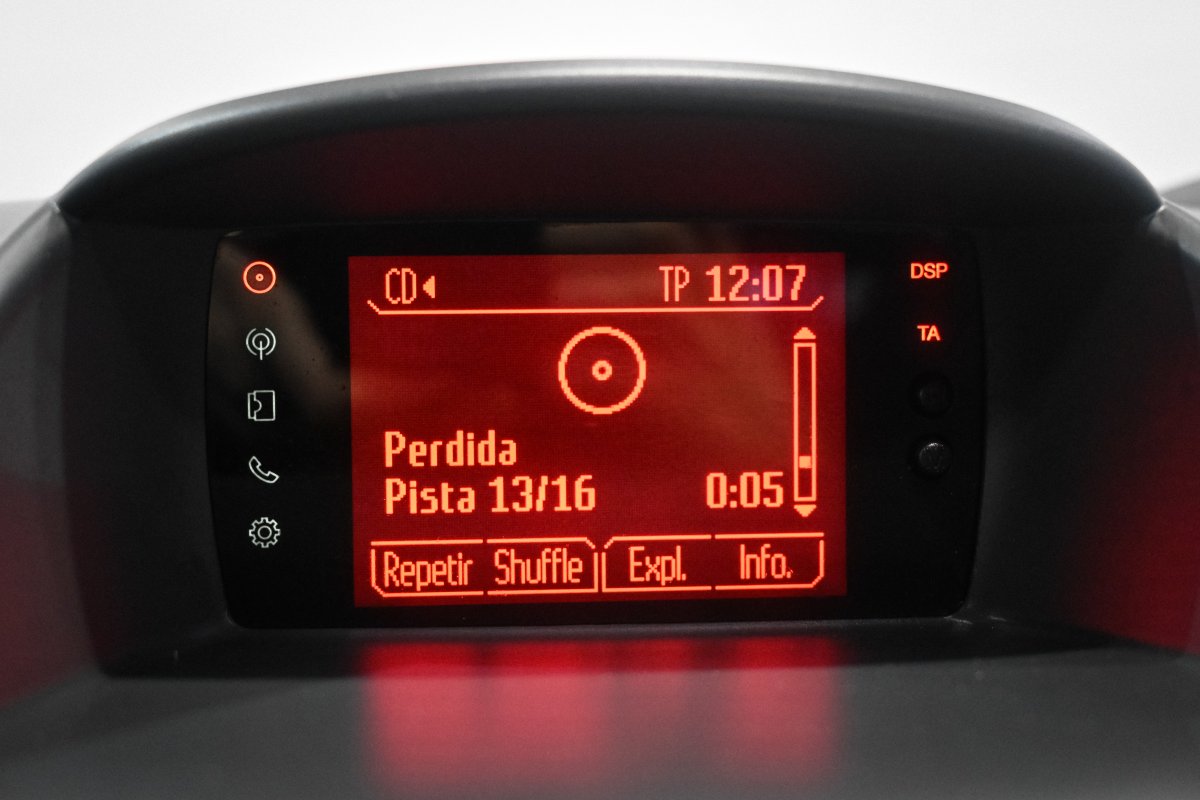 CD TP 12:07
DSP
TA
Perdida
Pista 13/16 0:05
Repetir Shuffle Expl. Info.